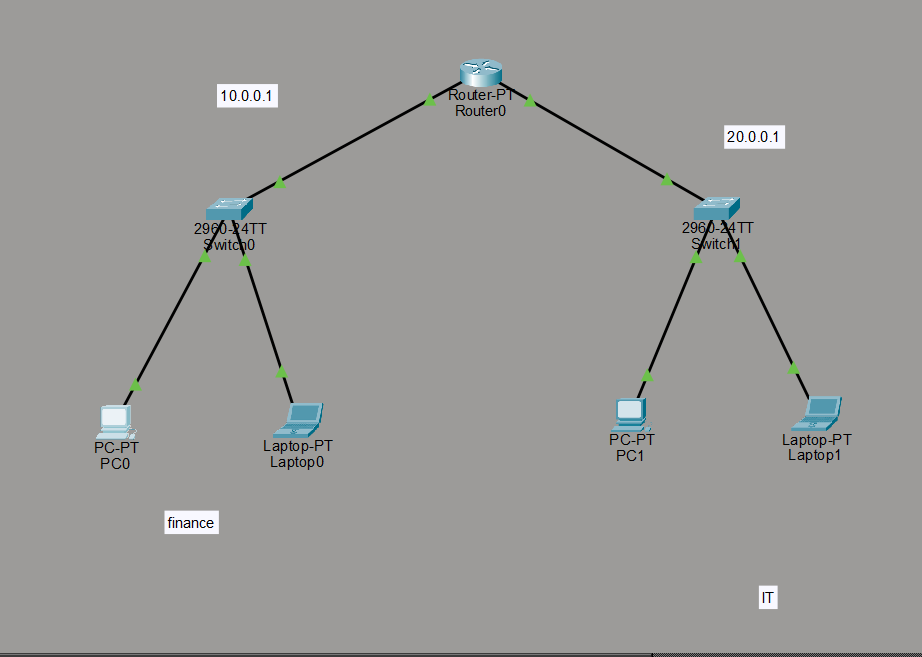 Router-PT
Router0
10.0.0.1
20.0.0.1
2960-24TT
Switch0
2960-24TT
Switch1
PC-PT
PC0
Laptop-PT
Laptop0
PC-PT
PC1
Laptop-PT
Laptop1
finance
IT